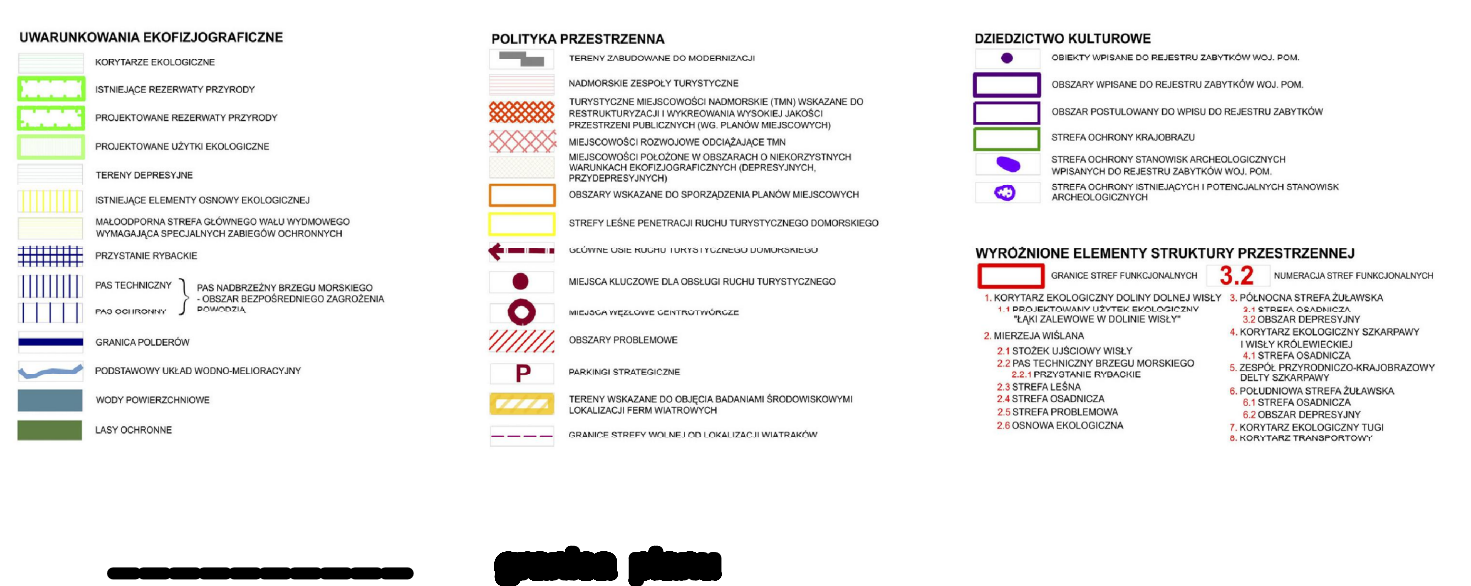 UWARUNKOWANIA EKOFIZJOGRAFICZNE
KORYTARZE EKOLOGICZNE
ISTNIEJĄCE REZERWATY PRZYRODY
PROJEKTOWANE REZERWATY PRZYRODY
PROJEKTOWANE UŻYTKI EKOLOGICZNE
TERENY DEPRESYJNE
ISTNIEJĄCE ELEMENTY OSNOWY EKOLOGICZNEJ
MAŁOODPORNA STREFA GŁÓWNEGO WAŁU WYDMOWEGO
WYMAGAJĄCA SPECJALNYCH ZABIEGÓW OCHRONNYCH
PRZYSTANIE RYBACKIE
PAS TECHNICZNY
PAS OCHRONNY
PAS NADBRZEŻNY BRZEGU MORSKIEGO
- OBSZAR BEZPOŚREDNIEGO ZAGROŻENIA
POWODZIĄ
GRANICA POLDERÓW
PODSTAWOWY UKŁAD WODNO-MELIORACYJNY
WODY POWIERZCHNIOWE
LASY OCHRONNE
POLITYKA PRZESTRZENNA
TERENY ZABUDOWANE DO MODERNIZACJI
NADMORSKIE ZESPOŁY TURYSTYCZNE
TURYSTYCZNE MIEJSCOWOŚCI NADMORSKIE (TMN) WSKAZANE DO
RESTRUKTURYZACJI I WYKREOWANIA WYSOKIEJ JAKOŚCI
PRZESTRZENI PUBLICZNYCH (WG. PLANÓW MIEJSCOWYCH)
MIEJSCOWOŚCI ROZWOJOWE ODCIĄŻAJĄCE TMN
MIEJSCOWOŚCI POŁOŻONE W OBSZARACH O NIEKORZYSTNYCH
WARUNKACH EKOFIZJOGRAFICZNYCH (DEPRESYJNYCH,
PRZYDEPRESYJNYCH)
OBSZARY WSKAZANE DO SPORZĄDZENIA PLANÓW MIEJSCOWYCH
STREFY LEŚNE PENETRACJI RUCHU TURYSTYCZNEGO DOMORSKIEGO
GŁÓWNE OSIE RUCHU TURYSTYCZNEGO DOMORSKIEGO
MIEJSCA KLUCZOWE DLA OBSŁUGI RUCHU TURYSTYCZNEGO
MIEJSCA WĘZŁOWE CENTROTWÓRCZE
OBSZARY PROBLEMOWE
P PARKINGI STRATEGICZNE
TERENY WSKAZANE DO OBJĘCIA BADANIAMI ŚRODOWISKOWYMI
LOKALIZACJI FERM WIATROWYCH
GRANICE STREFY WOLNEJ OD LOKALIZACJI WIATRAKÓW
DZIEDZICTWO KULTUROWE
OBIEKTY WPISANE DO REJESTRU ZABYTKÓW WOJ. POM.
OBSZARY WPISANE DO REJESTRU ZABYTKÓW WOJ. POM.
OBSZAR POSTULOWANY DO WPISU DO REJESTRU ZABYTKÓW
STREFA OCHRONY KRAJOBRAZU
STREFA OCHRONY STANOWISK ARCHEOLOGICZNYCH
WPISANYCH DO REJESTRU ZABYTKÓW WOJ. POM.
STREFA OCHRONY ISTNIEJĄCYCH I POTENCJALNYCH STANOWISK
ARCHEOLOGICZNYCH
WYRÓŻNIONE ELEMENTY STRUKTURY PRZESTRZENNEJ
GRANICE STREF FUNKCJONALNYCH
3.2 NUMERACJA STREF FUNKCJONALNYCH
1. KORYTARZ EKOLOGICZNY DOLINY DOLNEJ WISŁY
1.1 PROJEKTOWANY UŻYTEK EKOLOGICZNY
"ŁĄKI ZALEWOWE W DOLINIE WISŁY"
2. MIERZEJA WIŚLANA
2.1 STOŻEK UJŚCIOWY WISŁY
2.2 PAS TECHNICZNY BRZEGU MORSKIEGO
2.2.1 PRZYSTANIE RYBACKIE
2.3 STREFA LEŚNA
2.4 STREFA OSADNICZA
2.5 STREFA PROBLEMOWA
2.6 OSNOWA EKOLOGICZNA
3. PÓŁNOCNA STREFA ŻUŁAWSKA
3.1 STREFA OSADNICZA
3.2 OBSZAR DEPRESYJNY
4. KORYTARZ EKOLOGICZNY SZKARPAWY
I WISŁY KRÓLEWIECKIEJ
4.1 STREFA OSADNICZA
5. ZESPÓŁ PRZYRODNICZO-KRAJOBRAZOWY
DELTY SZKARPAWY
6. POŁUDNIOWA STREFA ŻUŁAWSKA
6.1 STREFA OSADNICZA
6.2 OBSZAR DEPRESYJNY
7. KORYTARZ EKOLOGICZNY TUGI
8. KORYTARZ TRANSPORTOWY
granica planu